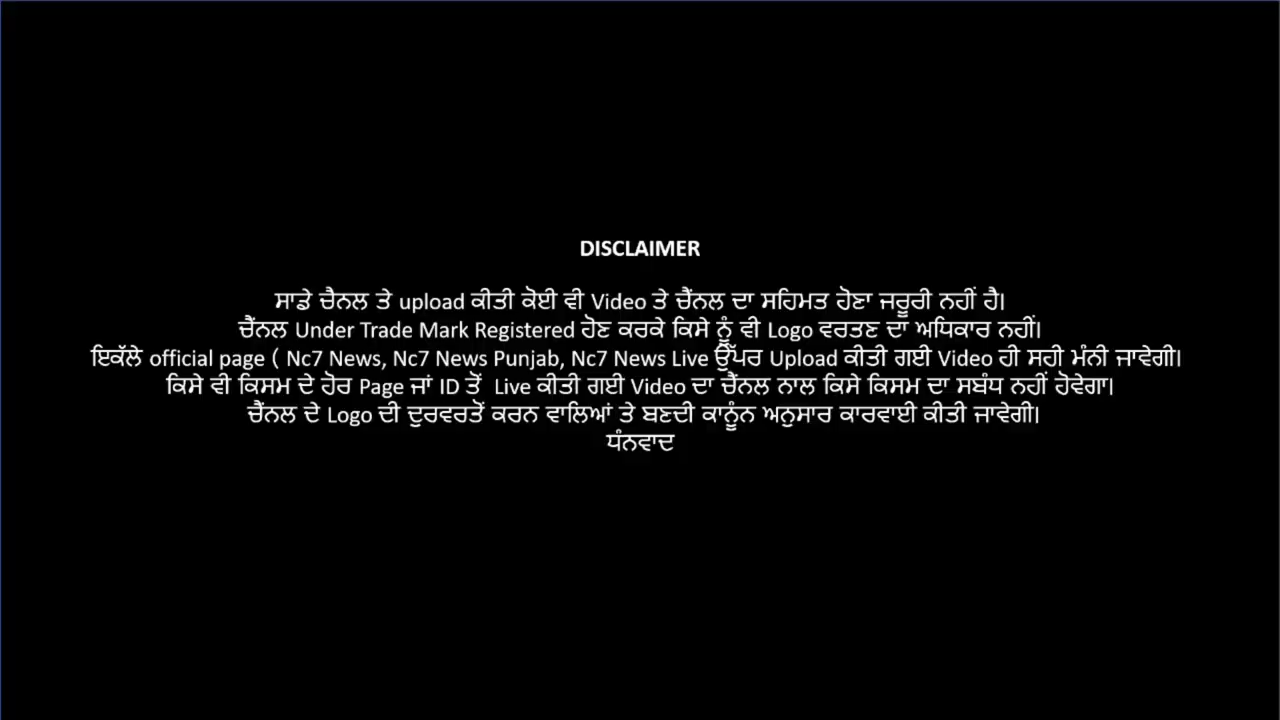 DISCLAIMER
ਸਾਡੇ ਚੈਨਲ ਤੇ upload ਕੀਤੀ ਕੋਈ ਵੀ Video ਤੇ ਚੈੰਨਲ ਦਾ ਸਹਿਮਤ ਹੋਣਾ ਜਰੂਰੀ ਨਹੀਂ ਹੈ।
ਚੈੰਨਲ Under Trade Mark Registered ਹੋਣ ਕਰਕੇ ਕਿਸੇ ਨੂੰ ਵੀ Logo ਵਰਤਣ ਦਾ ਅਧਿਕਾਰ ਨਹੀਂ।
ਇਕੱਲੇ official page ( Nc7 News, Nc7 News Punjab, Nc7 News Live ਉੱਪਰ Upload ਕੀਤੀ ਗਈ Video ਹੀ ਸਹੀ ਮੰਨੀ ਜਾਵੇਗੀ।
ਕਿਸੇ ਵੀ ਕਿਸਮ ਦੇ ਹੋਰ Page ਜਾਂ ID ਤੋਂ Live ਕੀਤੀ ਗਈ Video ਦਾ ਚੈੰਨਲ ਨਾਲ ਕਿਸੇ ਕਿਸਮ ਦਾ ਸਬੰਧ ਨਹੀਂ ਹੋਵੇਗਾ।
ਚੈੰਨਲ ਦੇ Logo ਦੀ ਦੁਰਵਰਤੋਂ ਕਰਨ ਵਾਲਿਆਂ ਤੇ ਬਣਦੀ ਕਾਨੂੰਨ ਅਨੁਸਾਰ ਕਾਰਵਾਈ ਕੀਤੀ ਜਾਵੇਗੀ।
ਧੰਨਵਾਦ